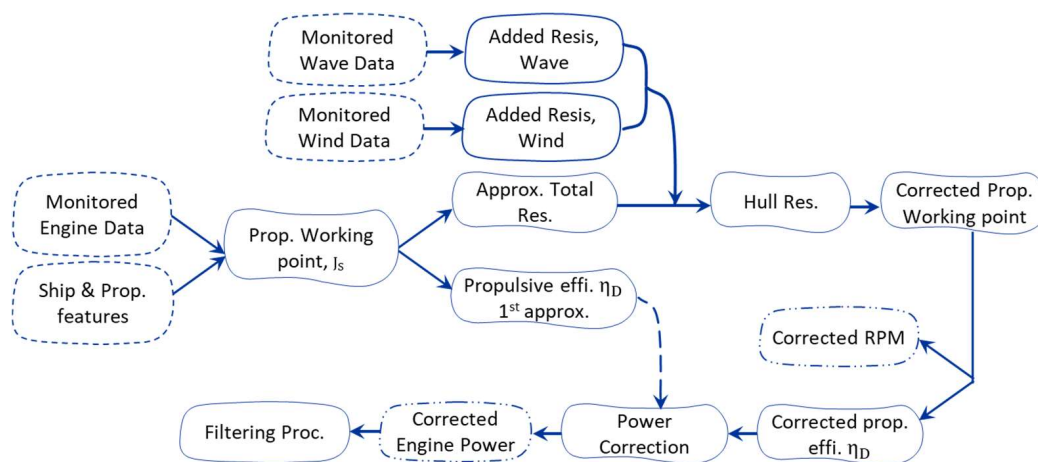 Monitored
Wave Data
Added Resis,
Wave
Monitored
Wind Data
Added Resis,
Wind
Monitored
Engine Data
Ship & Prop.
features
Prop. Working
point, Js
Approx. Total
Res.
Propulsive effi. ηD
1st approx.
Hull Res.
Corrected Prop.
Working point
Corrected RPM
Corrected prop.
effi. ηD
Power
Correction
Corrected
Engine Power
Filtering Proc.